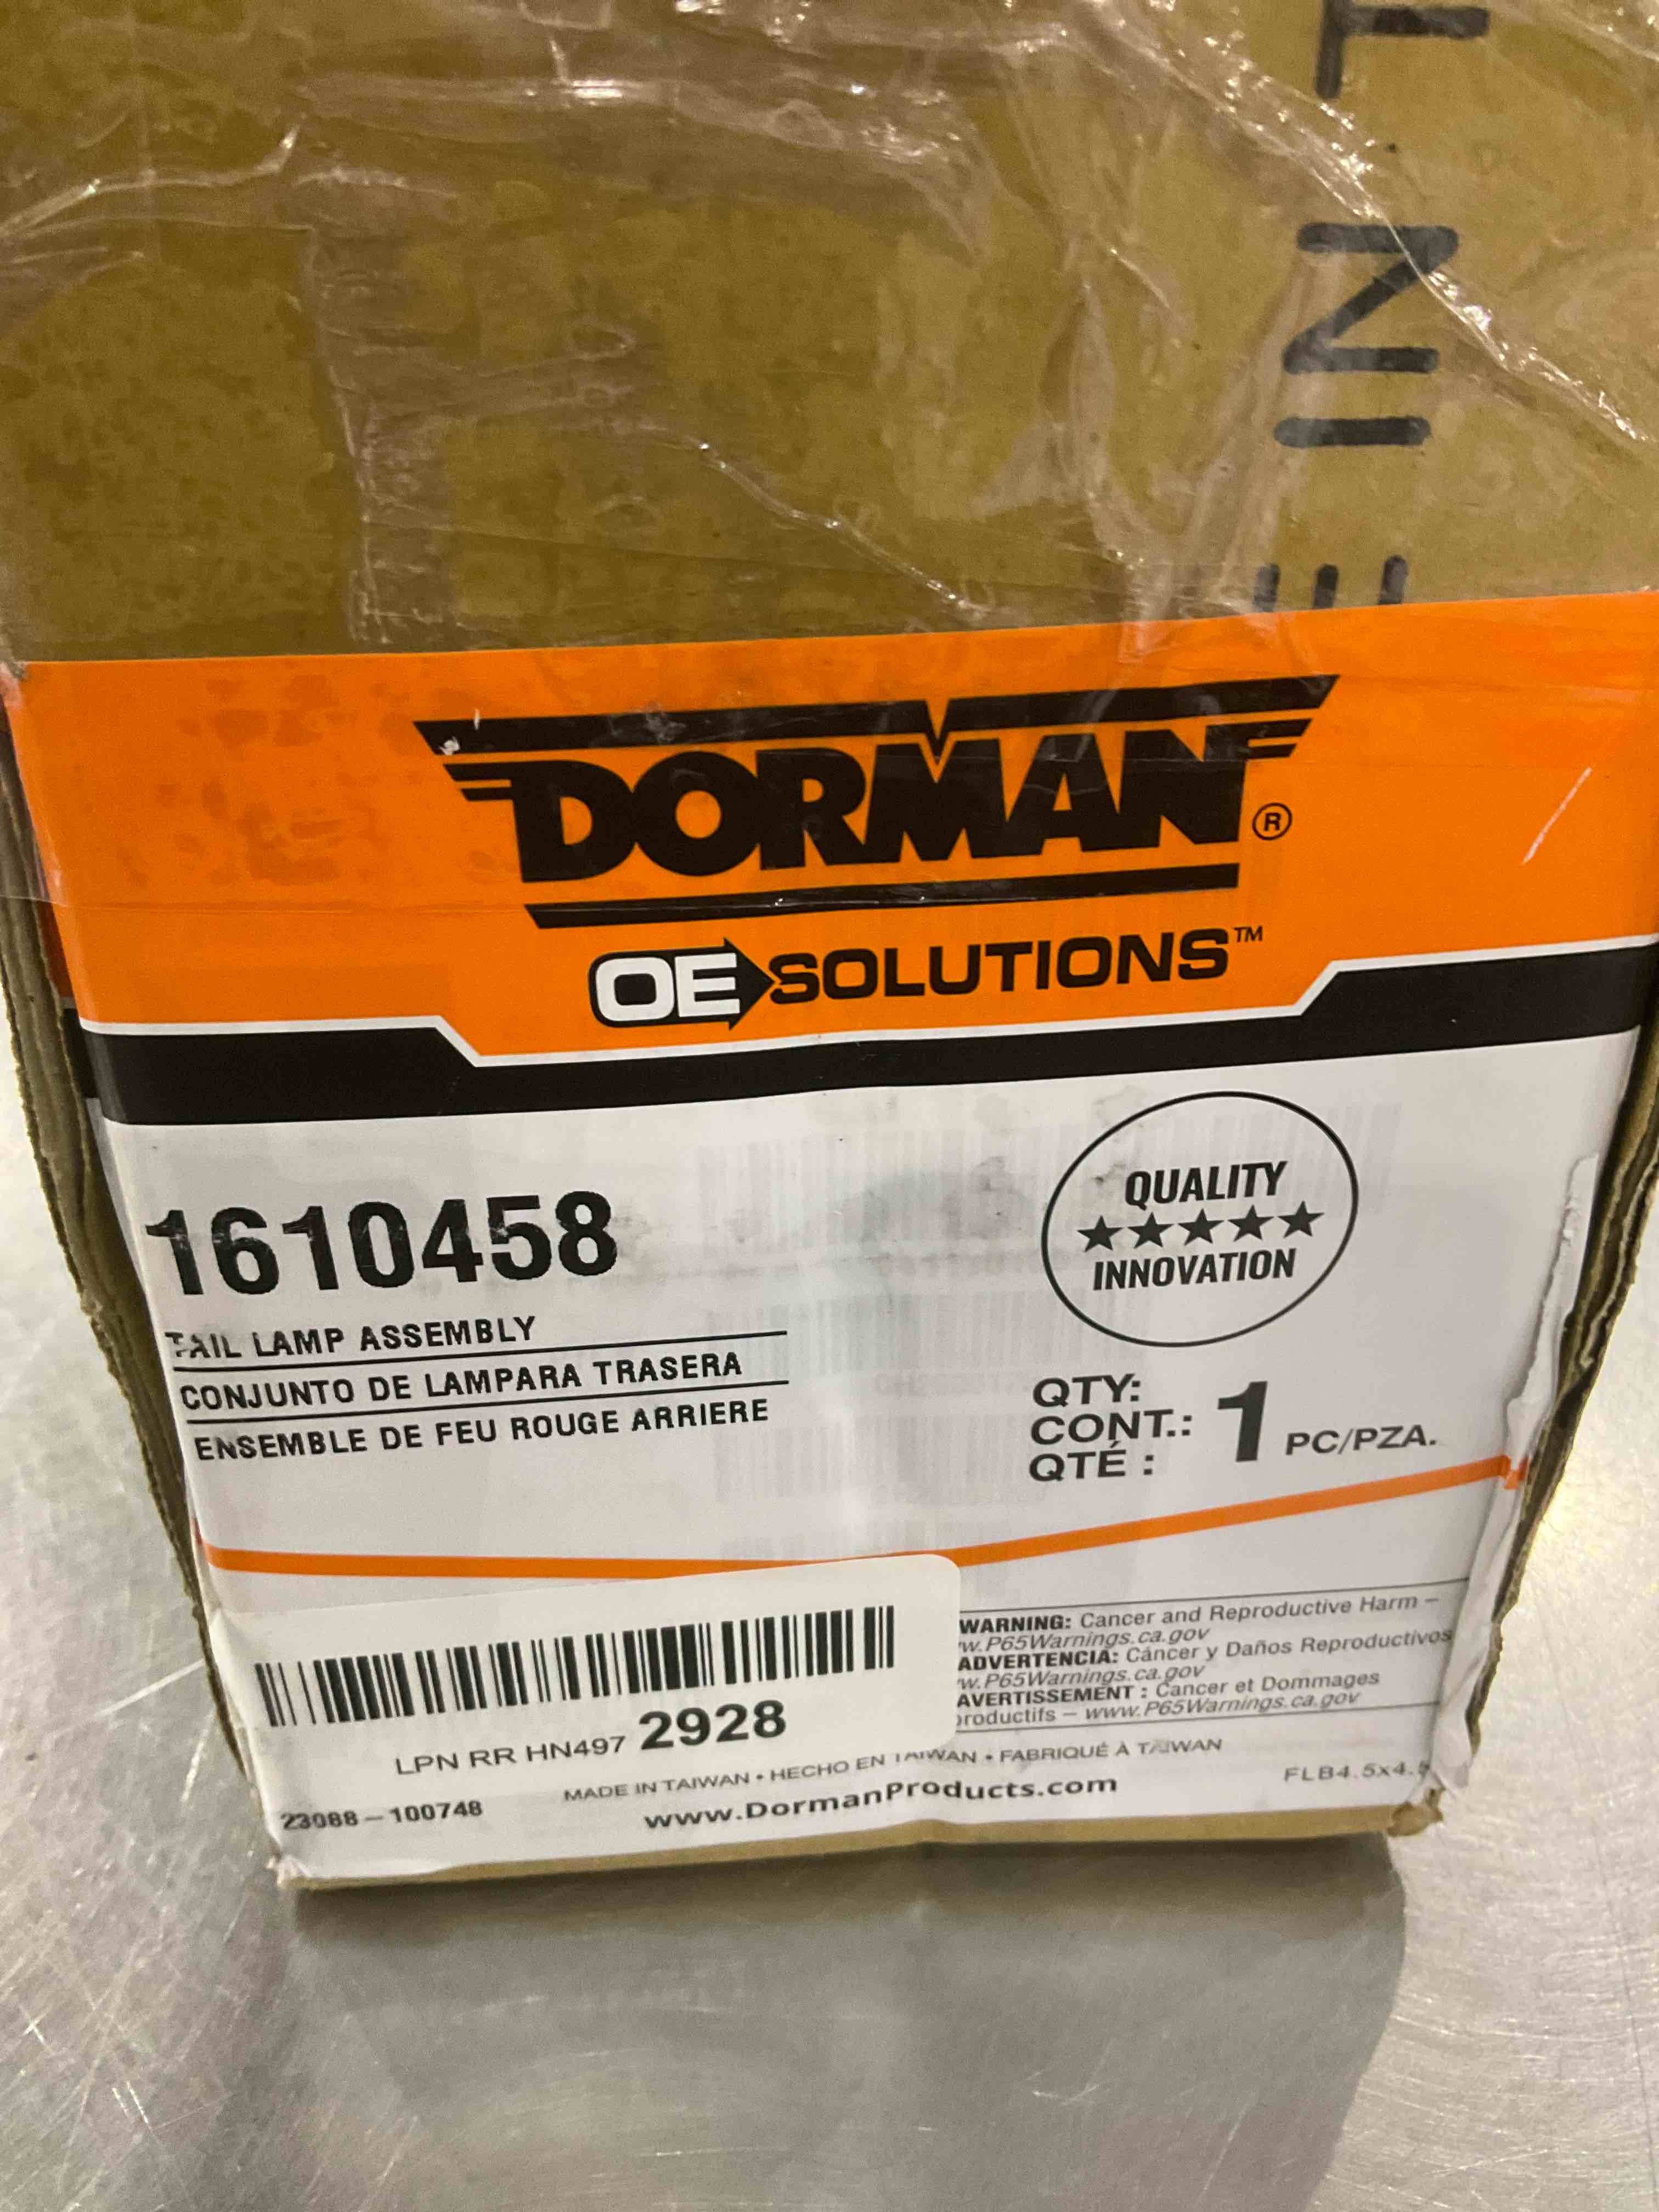 DORMAN®
OE SOLUTIONS™
QUALITY
INNOVATION
1610458
TAIL LAMP ASSEMBLY
CONJUNTO DE LAMPARA TRASERA
ENSEMBLE DE FEU ROUGE ARRIERE
QTY:
CONT.:
QTÉ :
1 PC/PZA.
WARNING: Cancer and Reproductive Harm –
w.P65Warnings.ca.gov
ADVERTENCIA: Cáncer y Daños Reproductivos
w.P65Warnings.ca.gov
AVERTISSEMENT : Cancer et Dommages
productifs – www.P65Warnings.ca.gov
LPN RR HN497 2928
MADE IN TAIWAN • HECHO EN TAIWAN • FABRIQUÉ À TAIWAN
23088-100748
www.DormanProducts.com